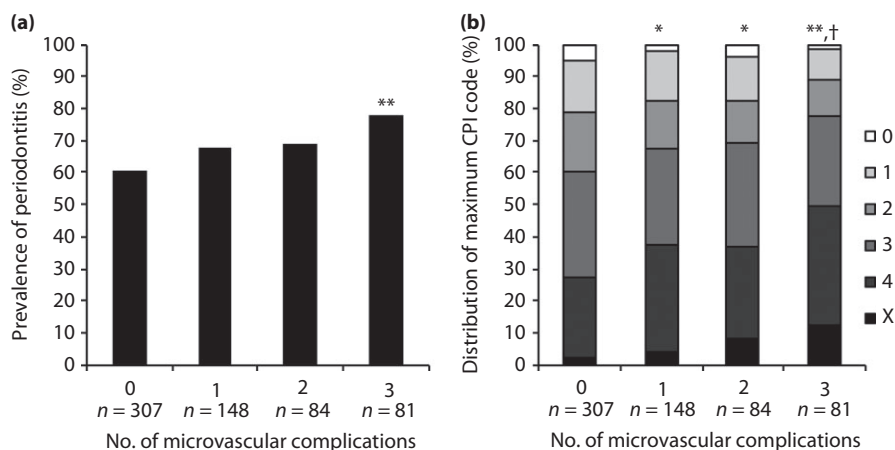 (a)
100
90
80
70
60
50
40
30
20
10
0
Prevalence of periodontitis (%)
**
0 1 2 3
n = 307 n = 148 n = 84 n = 81
No. of microvascular complications
(b)
100
90
80
70
60
50
40
30
20
10
0
Distribution of maximum CPI code (%)
* * **,†
0 1 2 3
n = 307 n = 148 n = 84 n = 81
No. of microvascular complications
0
1
2
3
4
X